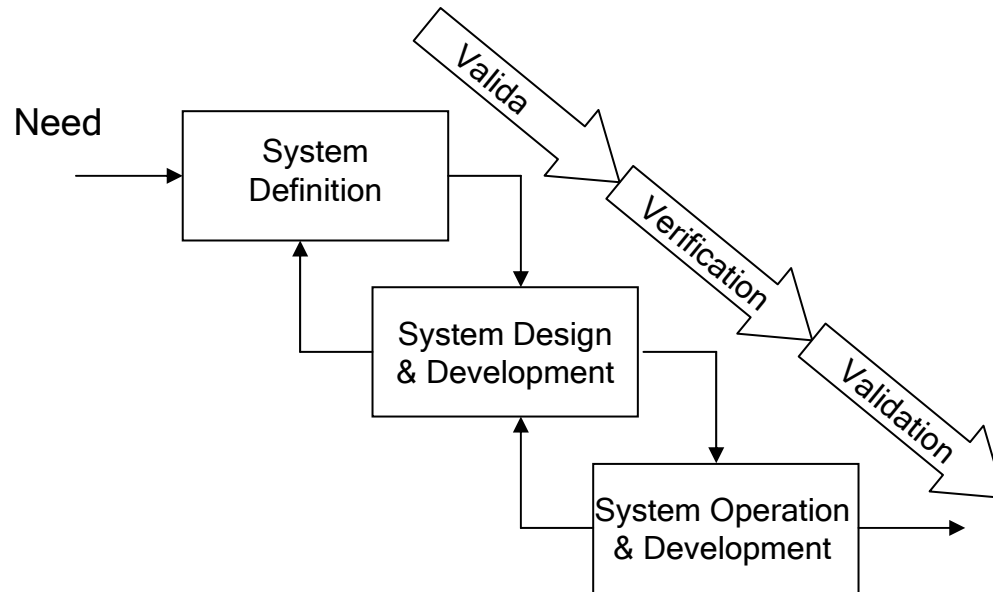 Need
System
Definition
System Design
& Development
System Operation
& Development
Valida
Verification
Validation